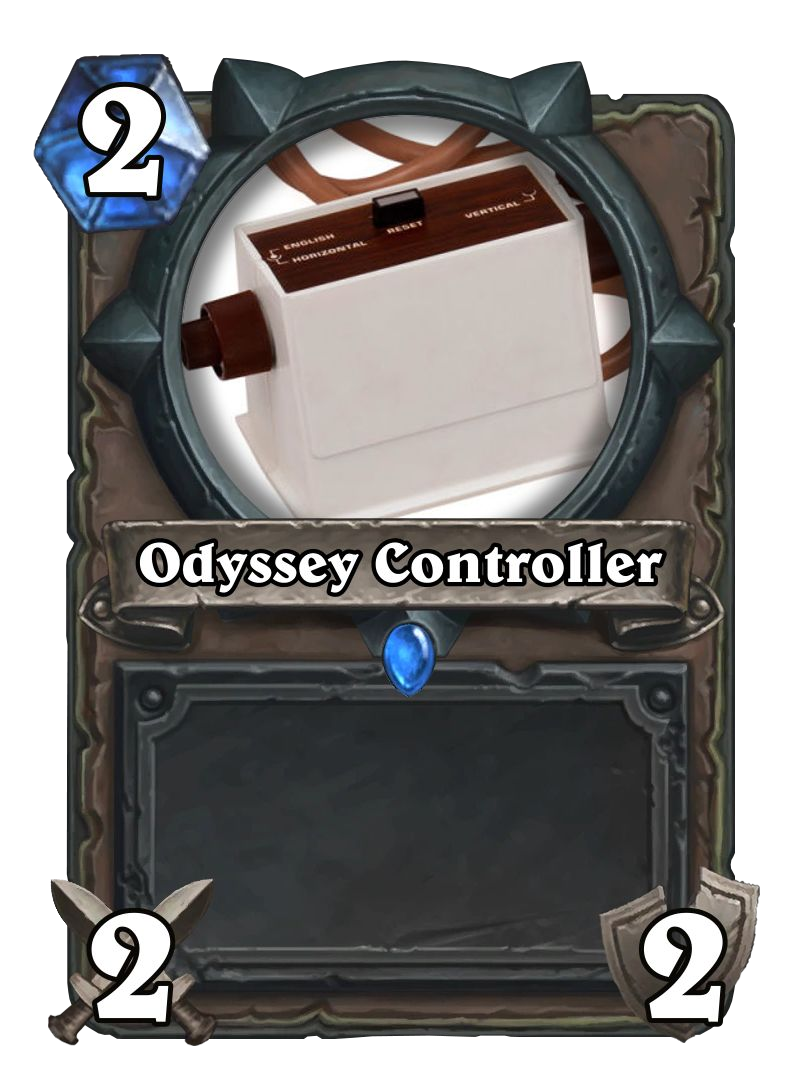 2
ENGLISH
HORIZONTAL
RESET
VERTICAL
Odyssey Controller
2
2